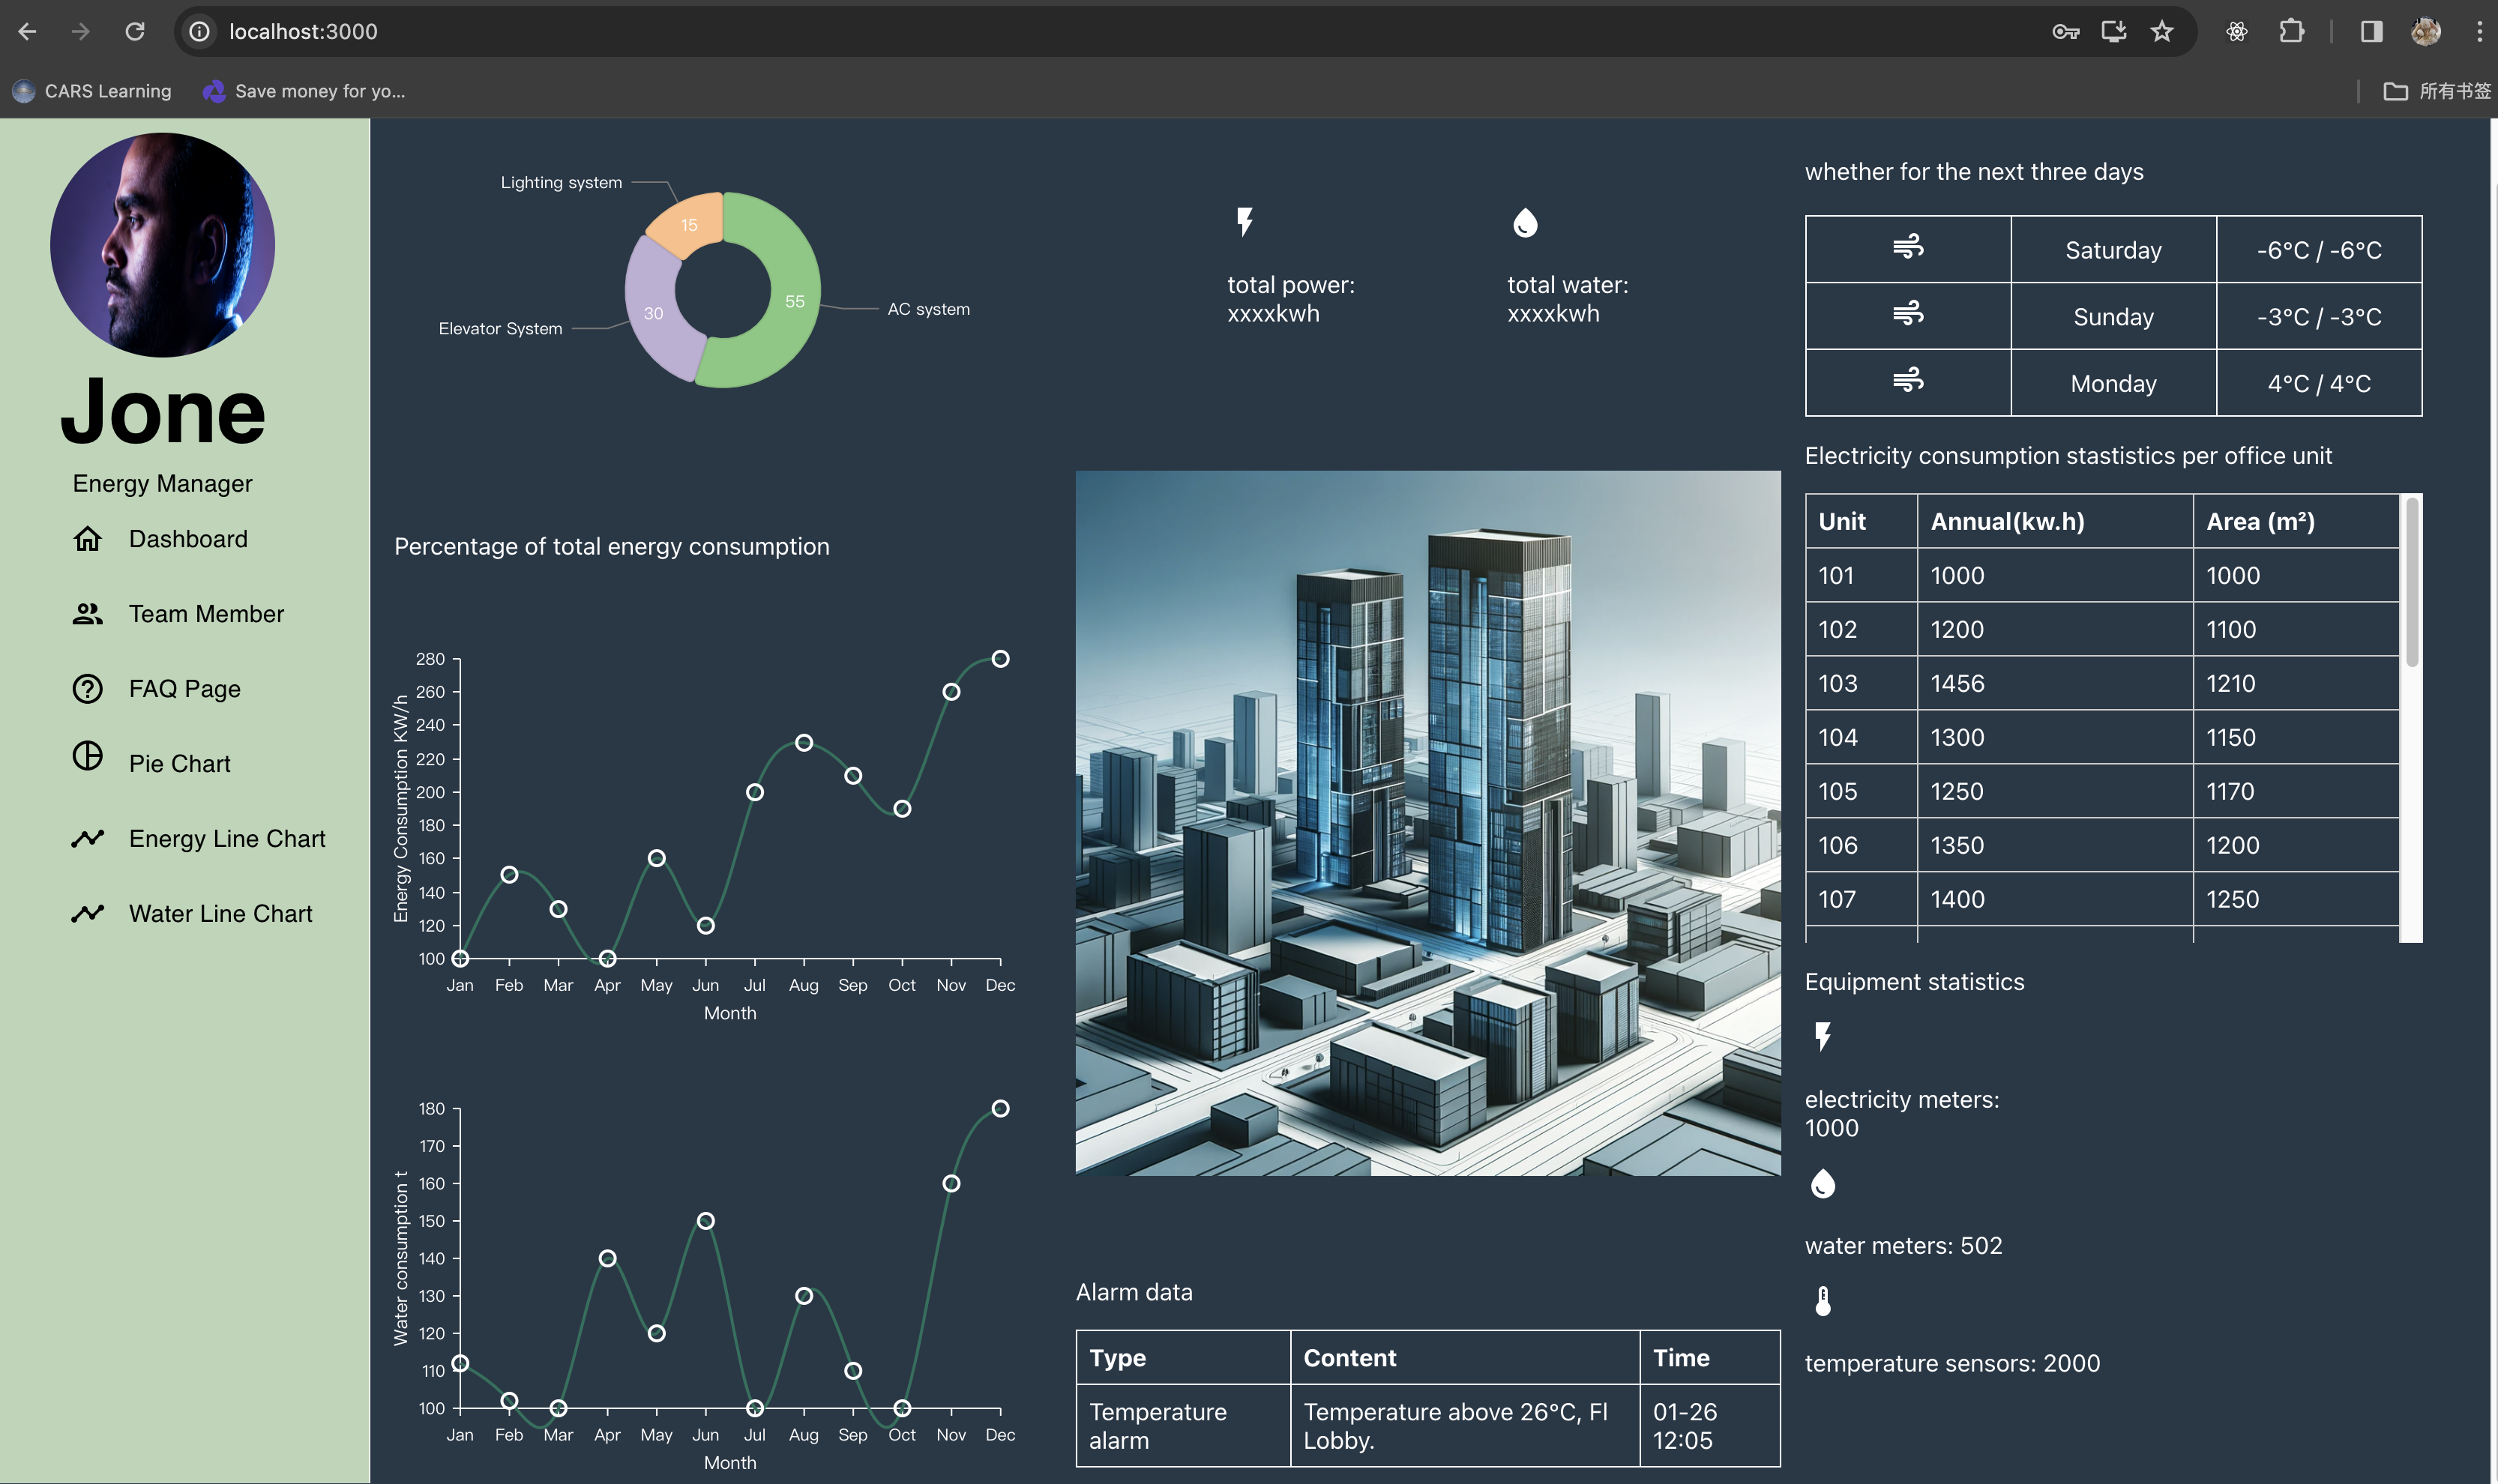 localhost:3000
CARS Learning
Save money for yo...
所有书签
Jone
Energy Manager
Dashboard
Team Member
FAQ Page
Pie Chart
Energy Line Chart
Water Line Chart
Lighting system
15
30
55
Elevator System
AC system
Percentage of total energy consumption
280
260
240
220
200
180
160
140
120
100
Energy Consumption KW/h
Jan Feb Mar Apr May Jun Jul Aug Sep Oct Nov Dec
Month
180
170
160
150
140
130
120
110
100
Water consumption t
Jan Feb Mar Apr May Jun Jul Aug Sep Oct Nov Dec
Month
total power:
xxxxkwh
total water:
xxxxkwh
Alarm data
Type Content Time
Temperature alarm
Temperature above 26°C, Fl
Lobby.
01-26
12:05
whether for the next three days
Saturday -6°C / -6°C
Sunday -3°C / -3°C
Monday 4°C / 4°C
Electricity consumption stastistics per office unit
Unit Annual(kw.h) Area (m²)
101 1000 1000
102 1200 1100
103 1456 1210
104 1300 1150
105 1250 1170
106 1350 1200
107 1400 1250
Equipment statistics
electricity meters:
1000
water meters: 502
temperature sensors: 2000